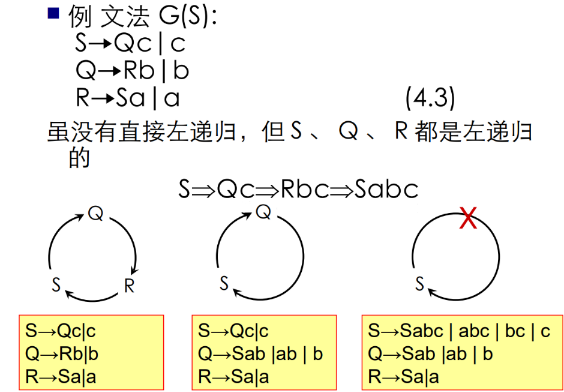 例 文法 G(S):
S→Qc | c
Q→Rb | b
R→Sa | a (4.3)
虽没有直接左递归，但 S 、 Q 、 R 都是左递归
的
S⇒Qc⇒Rbc⇒Sabc
Q
S
R
Q
S
X
S
S→Qc|c
Q→Rb|b
R→Sa|a
S→Qc|c
Q→Sab |ab | b
R→Sa|a
S→Sabc | abc | bc | c
Q→Sab |ab | b
R→Sa|a